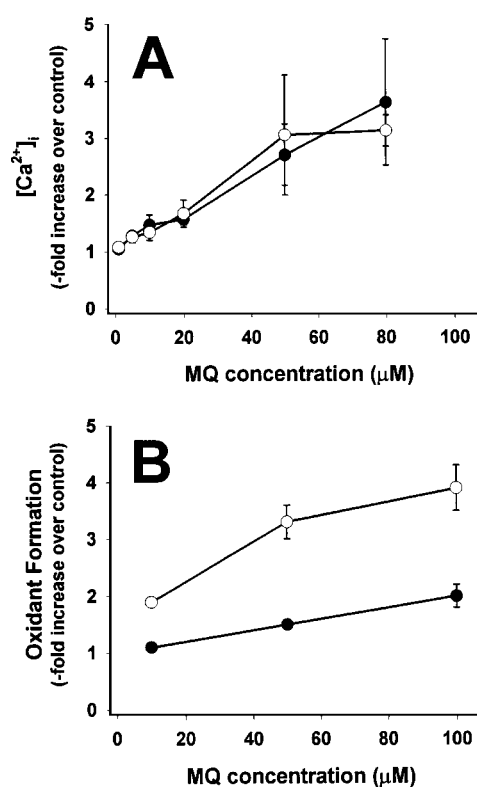 A
5
4
3
2
1
0
[Ca²⁺]ᵢ
(-fold increase over control)
0 20 40 60 80 100
MQ concentration (μM)
B
5
4
3
2
1
0
Oxidant Formation
(-fold increase over control)
0 20 40 60 80 100
MQ concentration (μM)